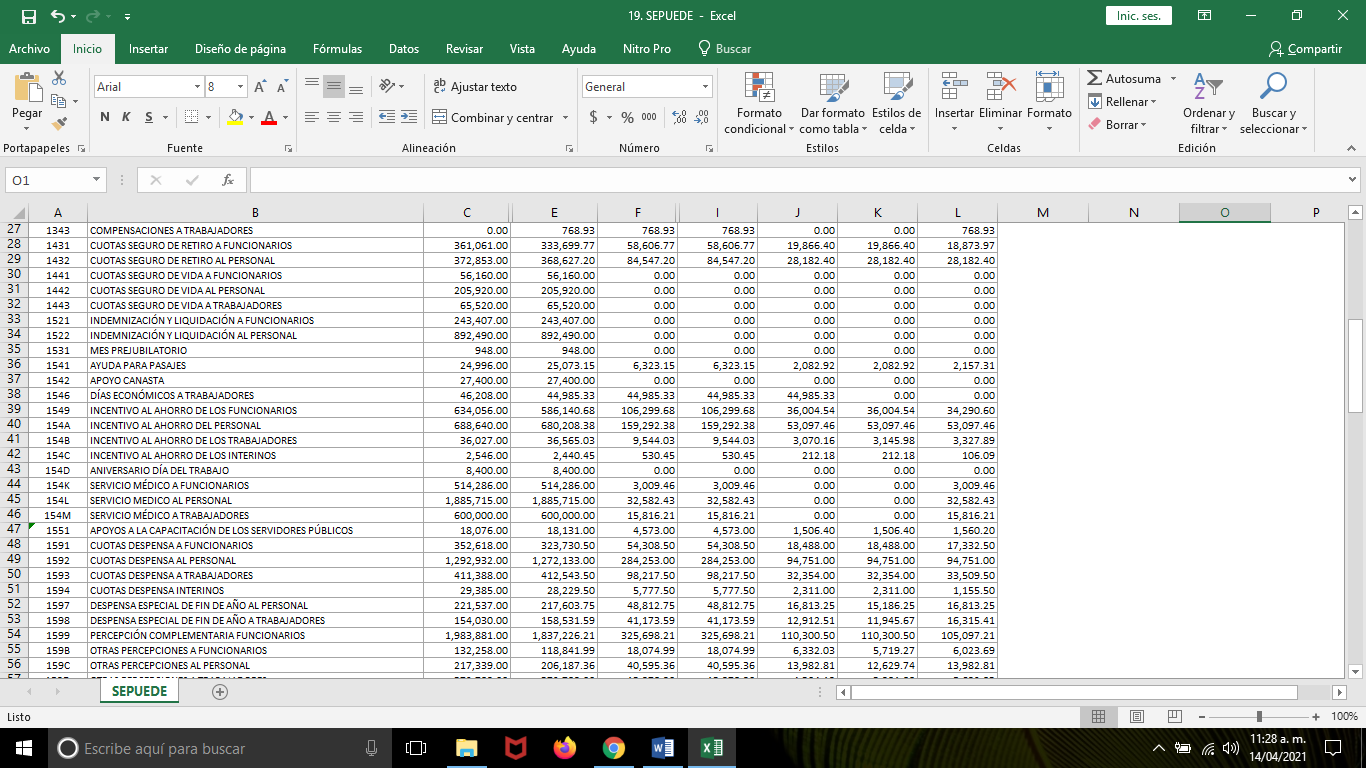 19. SEPUEDE - Excel
Inic. ses.
Archivo Inicio Insertar Diseño de página Fórmulas Datos Revisar Vista Ayuda Nitro Pro Buscar Compartir
Pegar
Arial 8
N K S
Ajustar texto
Combinar y centrar
General
$ % 000
Formato condicional
Dar formato como tabla
Estilos de celda
Insertar Eliminar Formato
Autosuma
Rellenar
Borrar
Ordenar y filtrar
Buscar y seleccionar
Portapapeles Fuente Alineación Número Estilos Celdas Edición
O1 fx
A B C E F I J K L M N O P
27 1343 COMPENSACIONES A TRABAJADORES 0.00 768.93 768.93 768.93 0.00 0.00 768.93
28 1431 CUOTAS SEGURO DE RETIRO A FUNCIONARIOS 361,061.00 333,699.77 58,606.77 58,606.77 19,866.40 19,866.40 18,873.97
29 1432 CUOTAS SEGURO DE RETIRO AL PERSONAL 372,853.00 368,627.20 84,547.20 84,547.20 28,182.40 28,182.40 28,182.40
30 1441 CUOTAS SEGURO DE VIDA A FUNCIONARIOS 56,160.00 56,160.00 0.00 0.00 0.00 0.00 0.00
31 1442 CUOTAS SEGURO DE VIDA AL PERSONAL 205,920.00 205,920.00 0.00 0.00 0.00 0.00 0.00
32 1443 CUOTAS SEGURO DE VIDA A TRABAJADORES 65,520.00 65,520.00 0.00 0.00 0.00 0.00 0.00
33 1521 INDEMNIZACIÓN Y LIQUIDACIÓN A FUNCIONARIOS 243,407.00 243,407.00 0.00 0.00 0.00 0.00 0.00
34 1522 INDEMNIZACIÓN Y LIQUIDACIÓN AL PERSONAL 892,490.00 892,490.00 0.00 0.00 0.00 0.00 0.00
35 1531 MES PREJUBILATORIO 948.00 948.00 0.00 0.00 0.00 0.00 0.00
36 1541 AYUDA PARA PASAJES 24,996.00 25,073.15 6,323.15 6,323.15 2,082.92 2,082.92 2,157.31
37 1542 APOYO CANASTA 27,400.00 27,400.00 0.00 0.00 0.00 0.00 0.00
38 1546 DÍAS ECONÓMICOS A TRABAJADORES 46,208.00 44,985.33 44,985.33 44,985.33 44,985.33 0.00 0.00
39 1549 INCENTIVO AL AHORRO DE LOS FUNCIONARIOS 634,056.00 586,140.68 106,299.68 106,299.68 36,004.54 36,004.54 34,290.60
40 154A INCENTIVO AL AHORRO DEL PERSONAL 688,640.00 680,208.38 159,292.38 159,292.38 53,097.46 53,097.46 53,097.46
41 154B INCENTIVO AL AHORRO DE LOS TRABAJADORES 36,027.00 36,565.03 9,544.03 9,544.03 3,070.16 3,145.98 3,327.89
42 154C INCENTIVO AL AHORRO DE LOS INTERINOS 2,546.00 2,440.45 530.45 530.45 212.18 212.18 106.09
43 154D ANIVERSARIO DÍA DEL TRABAJO 8,400.00 8,400.00 0.00 0.00 0.00 0.00 0.00
44 154K SERVICIO MÉDICO A FUNCIONARIOS 514,286.00 514,286.00 3,009.46 3,009.46 0.00 0.00 3,009.46
45 154L SERVICIO MEDICO AL PERSONAL 1,885,715.00 1,885,715.00 32,582.43 32,582.43 0.00 0.00 32,582.43
46 154M SERVICIO MÉDICO A TRABAJADORES 600,000.00 600,000.00 15,816.21 15,816.21 0.00 0.00 15,816.21
47 1551 APOYOS A LA CAPACITACIÓN DE LOS SERVIDORES PÚBLICOS 18,076.00 18,131.00 4,573.00 4,573.00 1,506.40 1,506.40 1,560.20
48 1591 CUOTAS DESPENSA A FUNCIONARIOS 352,618.00 323,730.50 54,308.50 54,308.50 18,488.00 18,488.00 17,332.50
49 1592 CUOTAS DESPENSA AL PERSONAL 1,292,932.00 1,272,133.00 284,253.00 284,253.00 94,751.00 94,751.00 94,751.00
50 1593 CUOTAS DESPENSA A TRABAJADORES 411,388.00 412,543.50 98,217.50 98,217.50 32,354.00 32,354.00 33,509.50
51 1594 CUOTAS DESPENSA INTERINOS 29,385.00 28,229.50 5,777.50 5,777.50 2,311.00 2,311.00 1,155.50
52 1597 DESPENSA ESPECIAL DE FIN DE AÑO AL PERSONAL 221,537.00 217,603.75 48,812.75 48,812.75 16,813.25 15,186.25 16,813.25
53 1598 DESPENSA ESPECIAL DE FIN DE AÑO A TRABAJADORES 154,030.00 158,531.59 41,173.59 41,173.59 12,912.51 11,945.67 16,315.41
54 1599 PERCEPCIÓN COMPLEMENTARIA FUNCIONARIOS 1,983,881.00 1,837,226.21 325,698.21 325,698.21 110,300.50 110,300.50 105,097.21
55 159B OTRAS PERCEPCIONES A FUNCIONARIOS 132,258.00 118,841.99 18,074.99 18,074.99 6,332.03 5,719.27 6,023.69
56 159C OTRAS PERCEPCIONES AL PERSONAL 217,339.00 206,187.36 40,595.36 40,595.36 13,982.81 12,629.74 13,982.81
SEPUEDE
Listo 100%
Escribe aquí para buscar
11:28 a. m.
14/04/2021